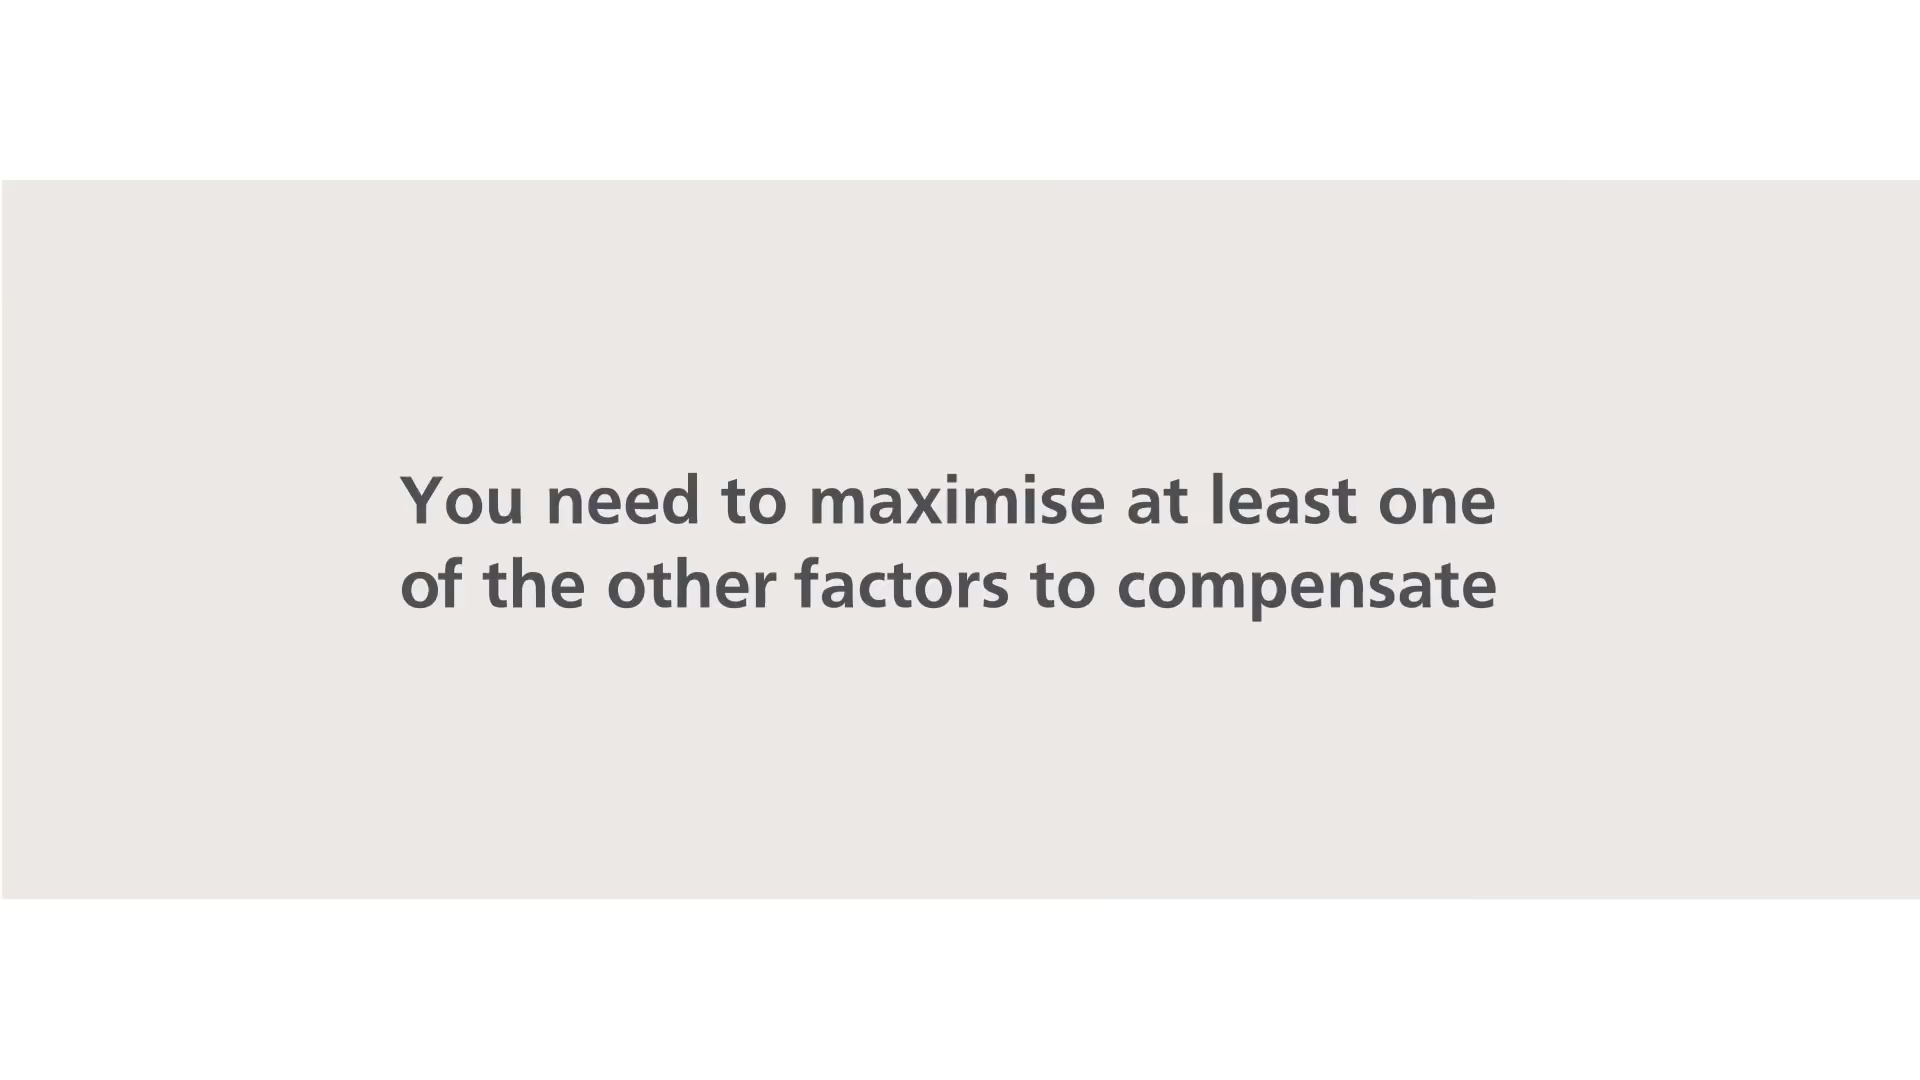 You need to maximise at least one
of the other factors to compensate